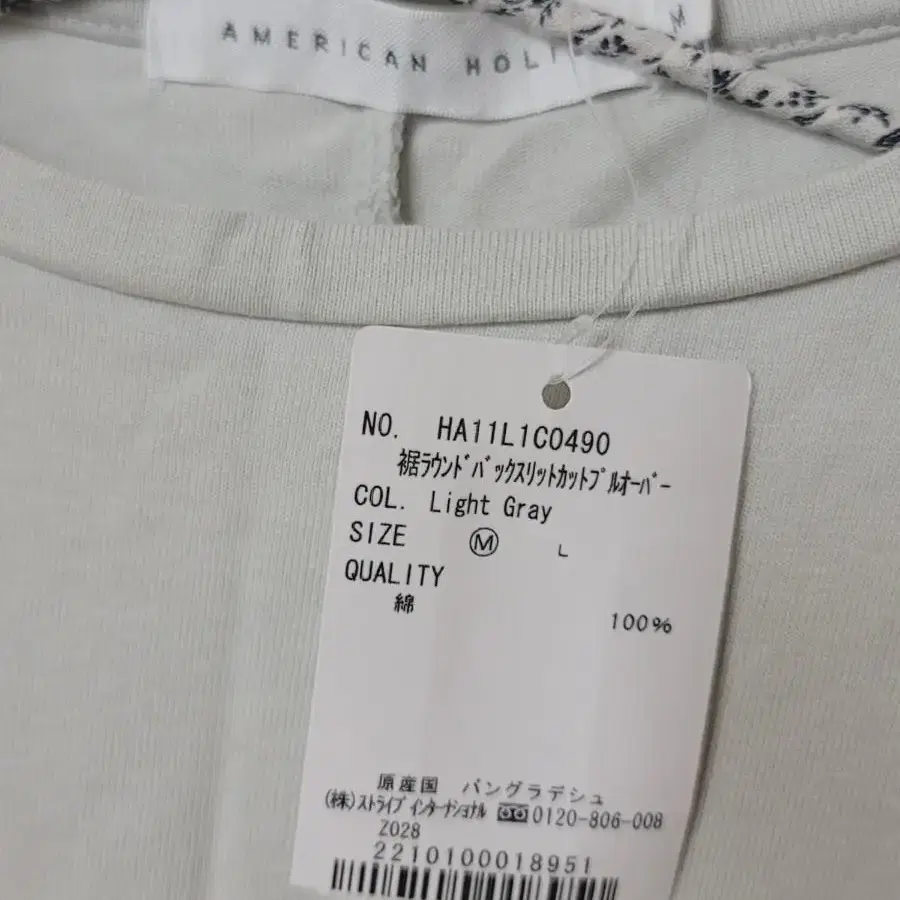 AMERICAN HOLI
M
NO. HA11L1C0490
裾ラウンドバックスリットカットプルオーバー
COL. Light Gray
SIZE Ⓜ L
QUALITY
綿 100%
原産国 バングラデシュ
(株)ストライプインターナショナル 0120-806-008
Z028
2210100018951